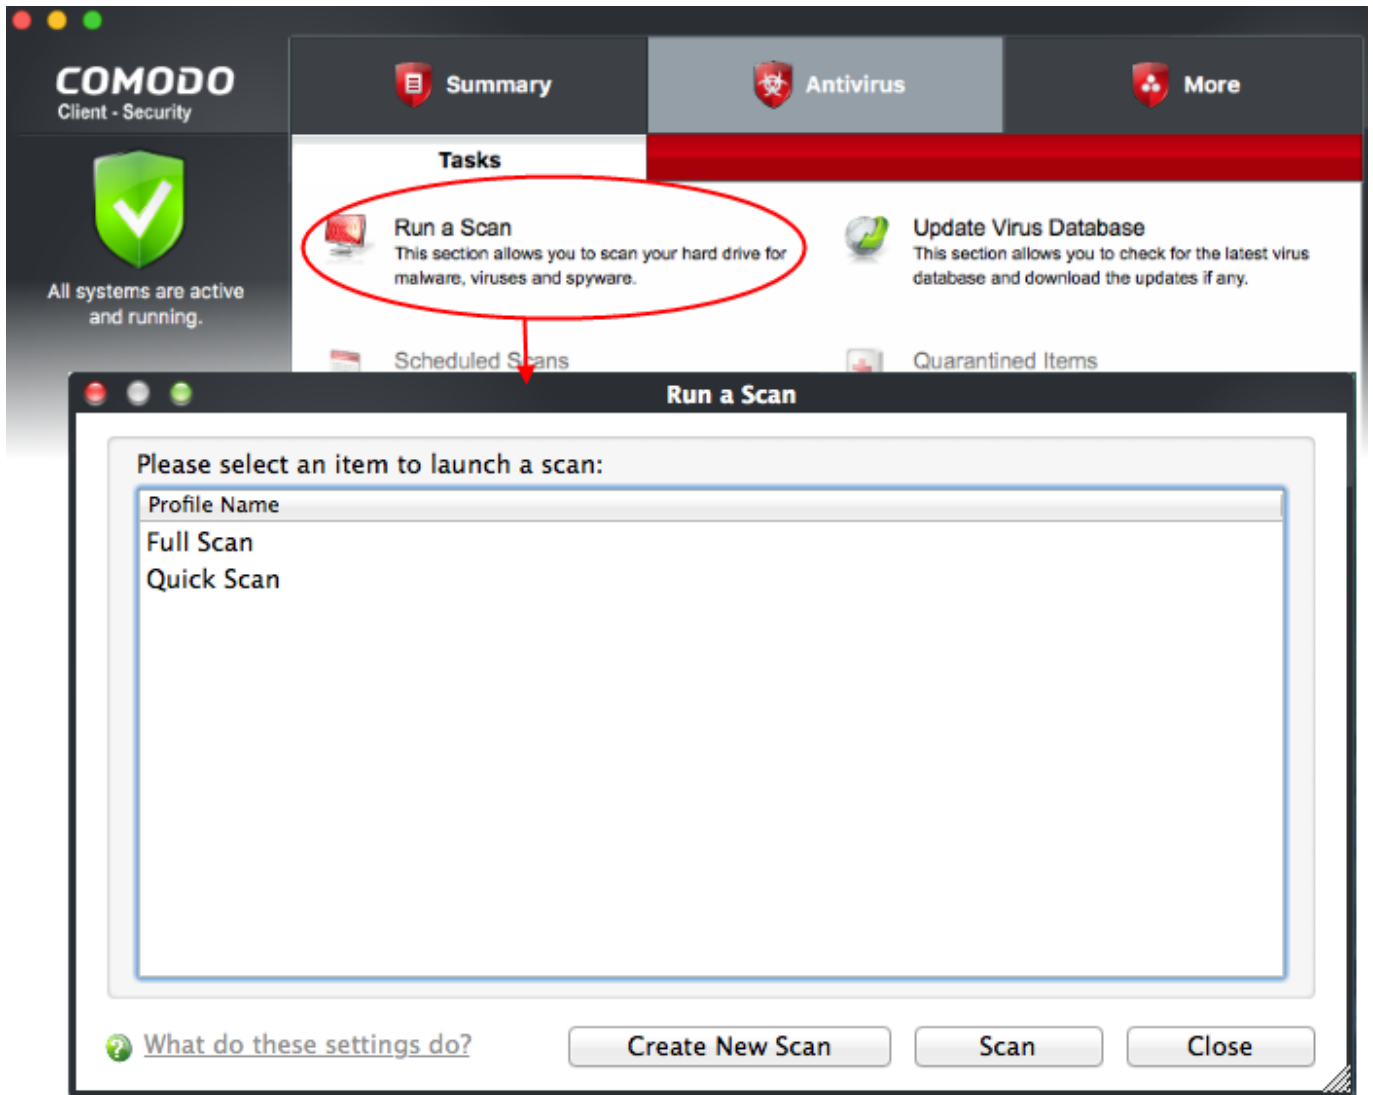 COMODO
Client - Security
Summary
Antivirus
More
All systems are active
and running.
Tasks
Run a Scan
This section allows you to scan your hard drive for
malware, viruses and spyware.
Update Virus Database
This section allows you to check for the latest virus
database and download the updates if any.
Scheduled Scans
Quarantined Items
Run a Scan
Please select an item to launch a scan:
Profile Name
Full Scan
Quick Scan
What do these settings do?
Create New Scan
Scan
Close